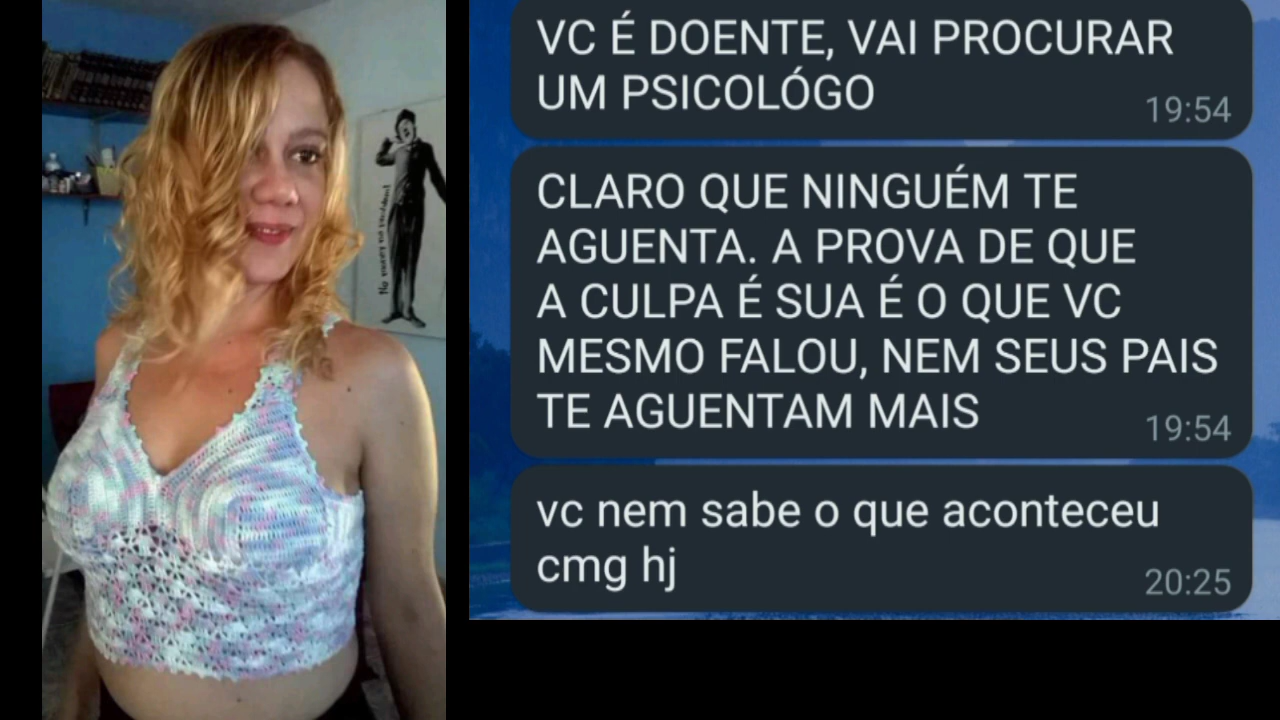 VC É DOENTE, VAI PROCURAR
UM PSICOLÓGO
19:54
CLARO QUE NINGUÉM TE
AGUENTA. A PROVA DE QUE
A CULPA É SUA É O QUE VC
MESMO FALOU, NEM SEUS PAIS
TE AGUENTAM MAIS
19:54
vc nem sabe o que aconteceu
cmg hj
20:25